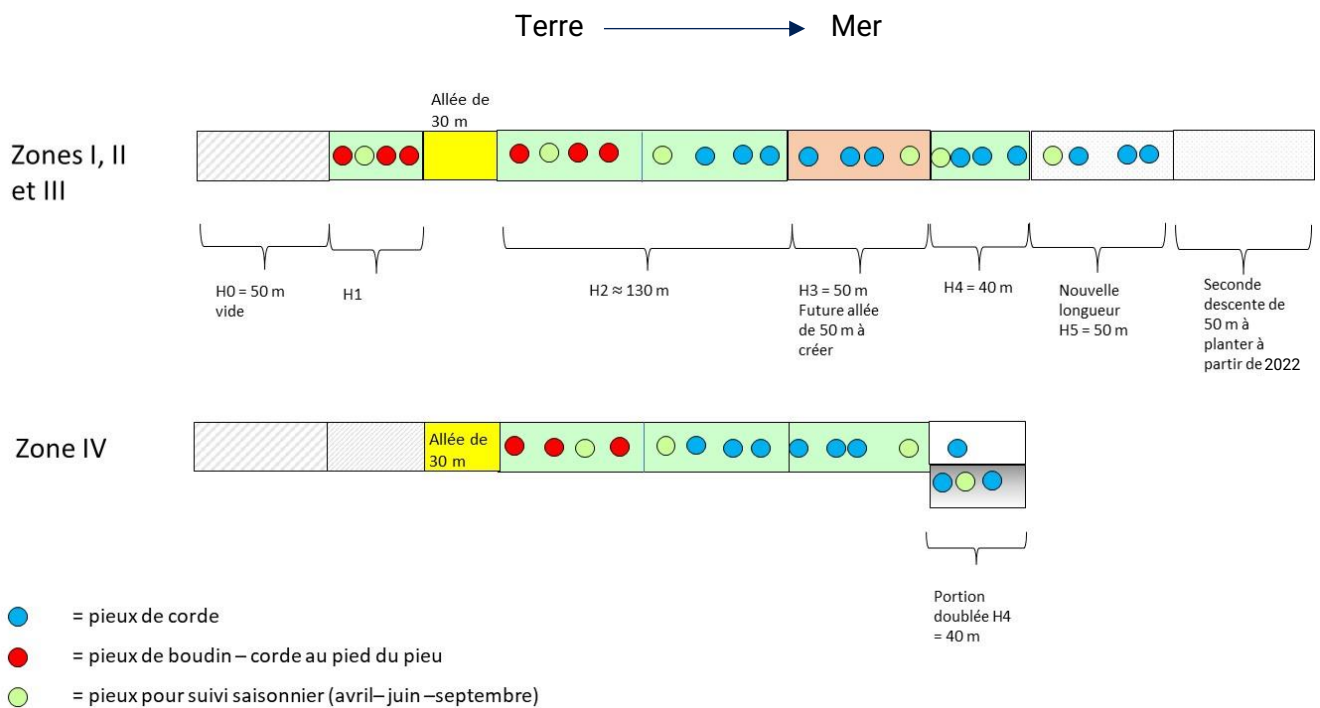 Terre Mer
Allée de
30 m
Zones I, II
et III
H0 = 50 m
vide
H1
H2 ≈ 130 m
H3 = 50 m
Future allée
de 50 m à
créer
H4 = 40 m
Nouvelle
longueur
H5 = 50 m
Seconde
descente de
50 m à
planter à
partir de 2022
Zone IV
Allée de
30 m
Portion
doublée H4
= 40 m
= pieux de corde
= pieux de boudin – corde au pied du pieu
= pieux pour suivi saisonnier (avril– juin –septembre)